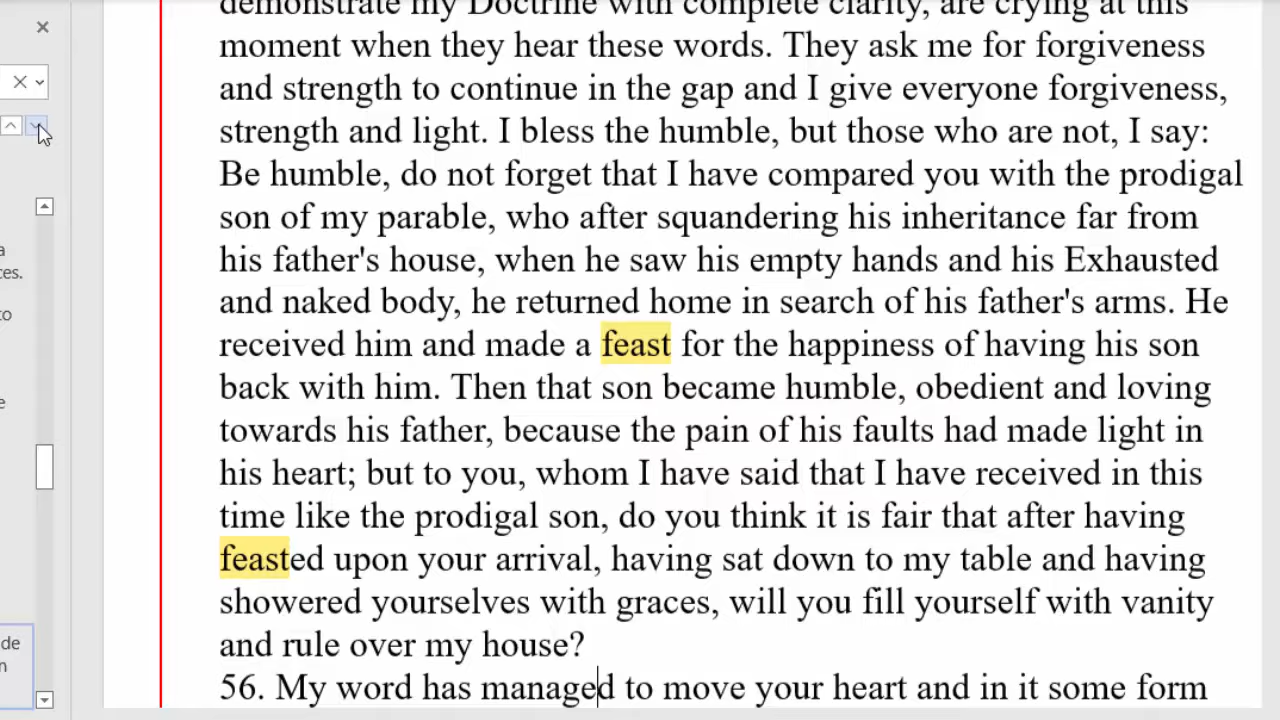 demonstrate my Doctrine with complete clarity, are crying at this
moment when they hear these words. They ask me for forgiveness
and strength to continue in the gap and I give everyone forgiveness,
strength and light. I bless the humble, but those who are not, I say:
Be humble, do not forget that I have compared you with the prodigal
son of my parable, who after squandering his inheritance far from
his father's house, when he saw his empty hands and his Exhausted
and naked body, he returned home in search of his father's arms. He
received him and made a feast for the happiness of having his son
back with him. Then that son became humble, obedient and loving
towards his father, because the pain of his faults had made light in
his heart; but to you, whom I have said that I have received in this
time like the prodigal son, do you think it is fair that after having
feasted upon your arrival, having sat down to my table and having
showered yourselves with graces, will you fill yourself with vanity
and rule over my house?
56. My word has managed to move your heart and in it some form
a
ces.
to
e
de
n